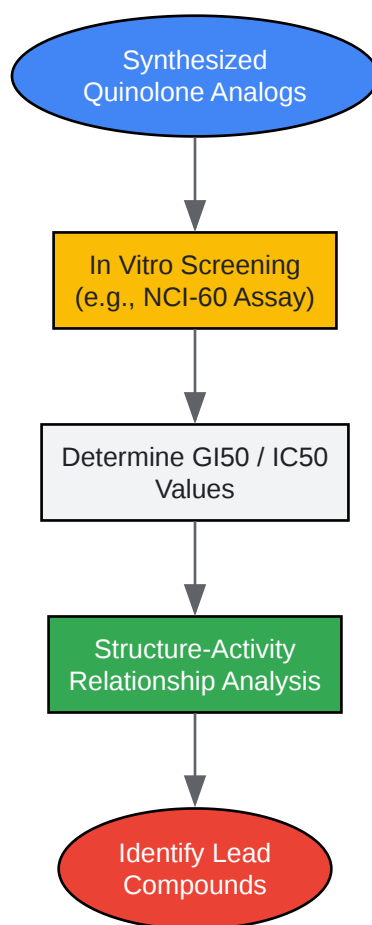 Synthesized
Quinolone Analogs
In Vitro Screening
(e.g., NCI-60 Assay)
Determine GI50 / IC50
Values
Structure-Activity
Relationship Analysis
Identify Lead
Compounds